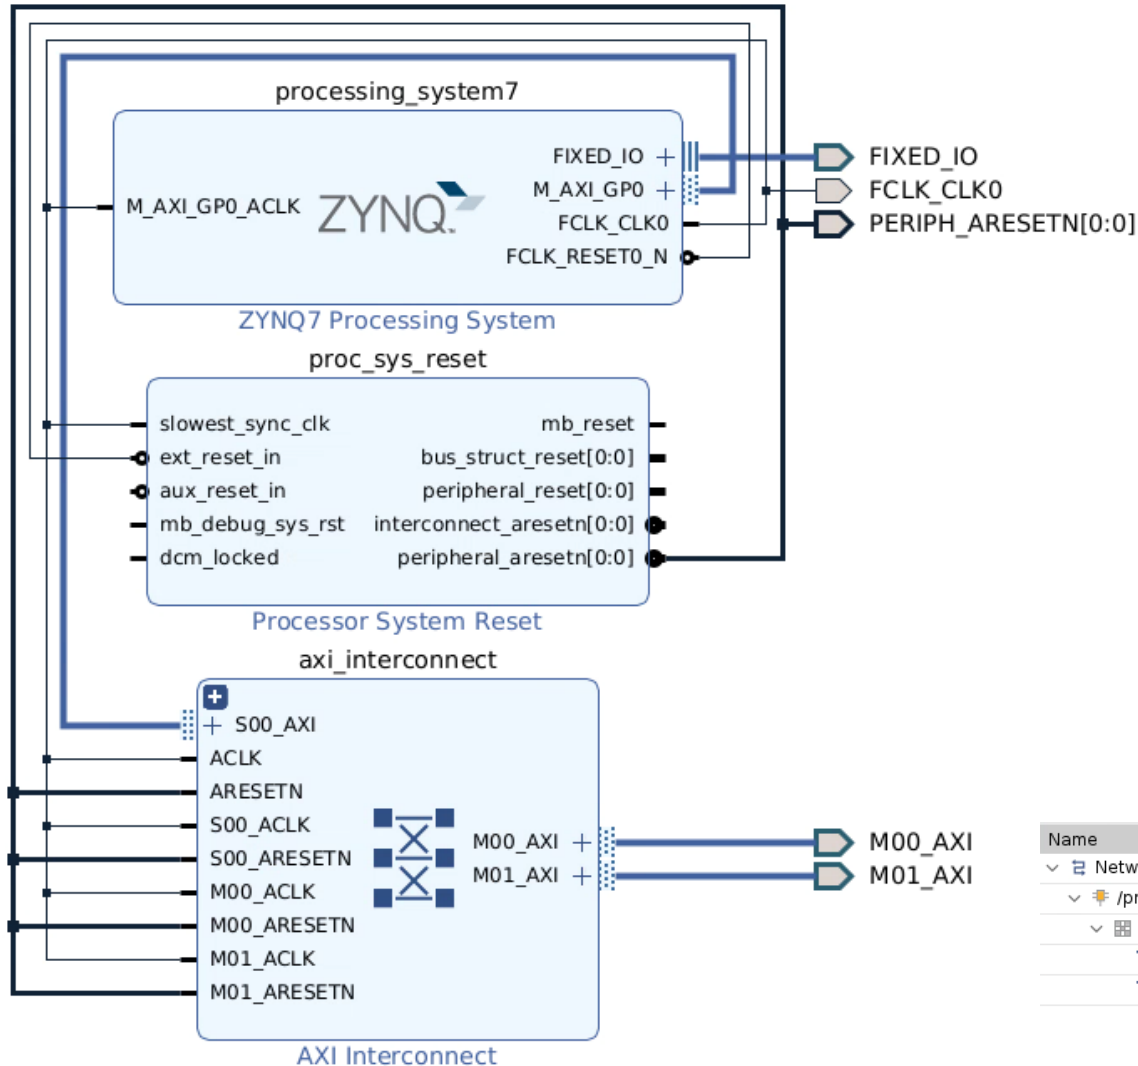 processing_system7
FIXED_IO
M_AXI_GP0
M_AXI_GP0_ACLK
ZYNQ
FCLK_CLK0
FCLK_RESET0_N
ZYNQ7 Processing System
FIXED_IO
FCLK_CLK0
PERIPH_ARESETN[0:0]
proc_sys_reset
slowest_sync_clk
ext_reset_in
aux_reset_in
mb_debug_sys_rst
dcm_locked
mb_reset
bus_struct_reset[0:0]
peripheral_reset[0:0]
interconnect_aresetn[0:0]
peripheral_aresetn[0:0]
Processor System Reset
axi_interconnect
S00_AXI
ACLK
ARESETN
S00_ACLK
S00_ARESETN
M00_ACLK
M00_ARESETN
M01_ACLK
M01_ARESETN
M00_AXI
M01_AXI
AXI Interconnect
M00_AXI
M01_AXI
Name